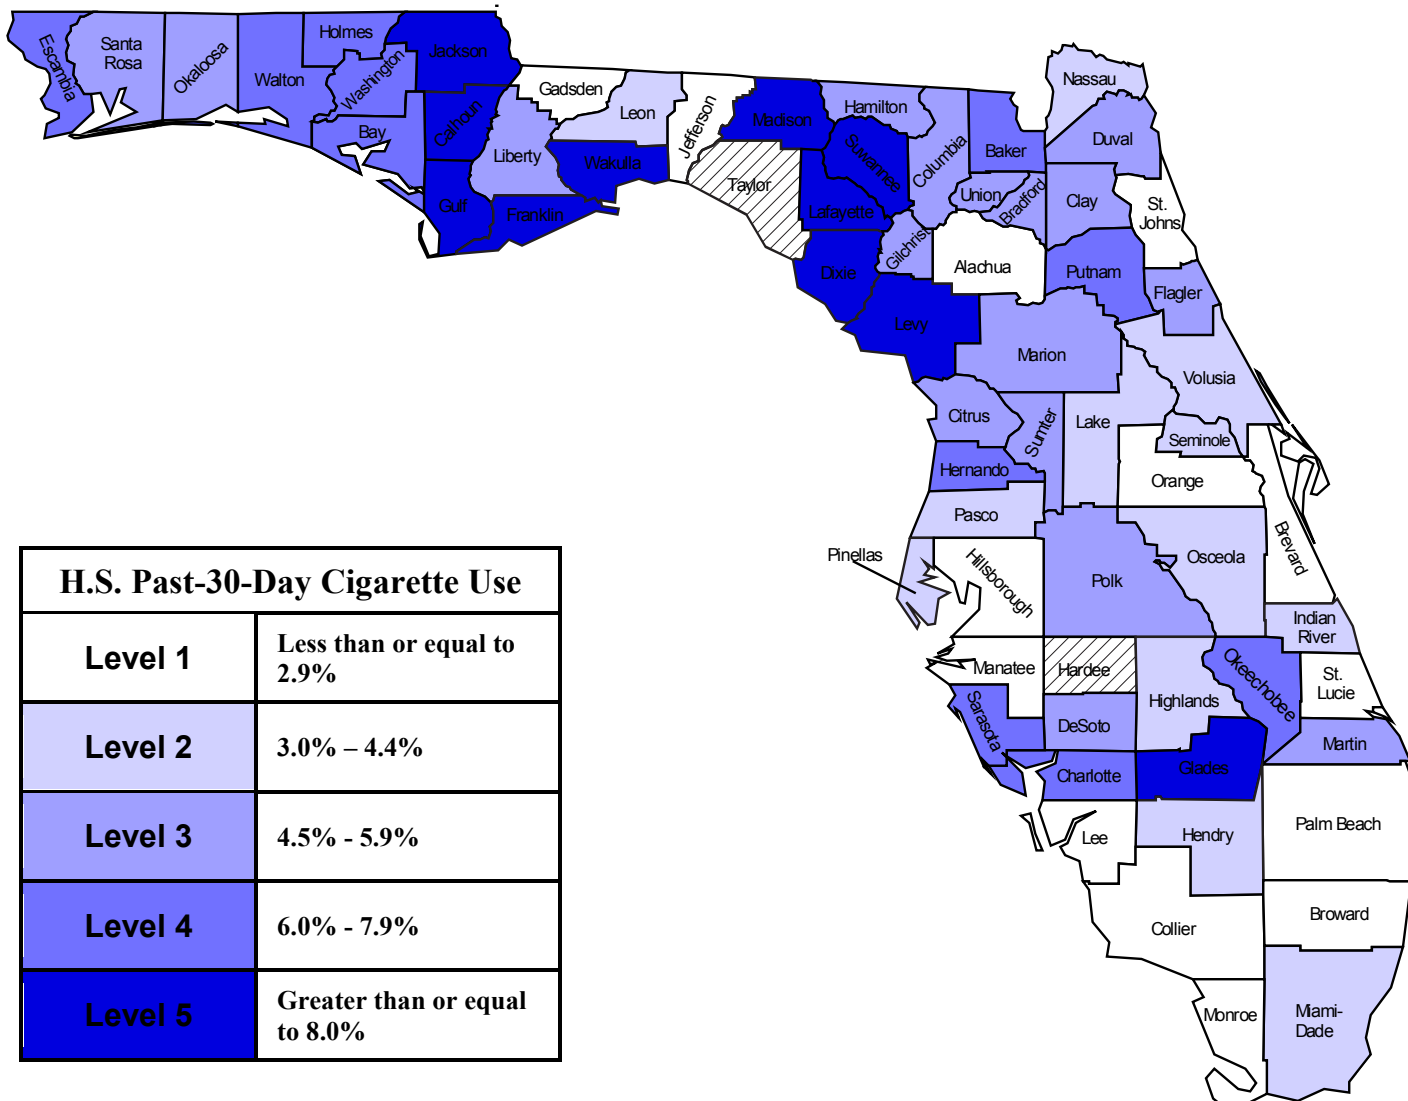 Escambia
Santa
Rosa
Okaloosa
Walton
Holmes
Washington
Bay
Jackson
Calhoun
Gulf
Gadsden
Liberty
Franklin
Leon
Wakulla
Jefferson
Madison
Taylor
Hamilton
Suwannee
Lafayette
Dixie
Columbia
Gilchrist
Levy
Baker
Union
Bradford
Alachua
Nassau
Duval
Clay
St.
Johns
Putnam
Flagler
Marion
Volusia
Citrus
Sumter
Lake
Seminole
Hernando
Orange
Pasco
Brevard
Pinellas
Hillsborough
Polk
Osceola
Indian
River
Manatee
Hardee
Highlands
Okeechobee
St.
Lucie
Sarasota
DeSoto
Martin
Charlotte
Glades
Lee
Hendry
Palm Beach
Collier
Broward
Monroe
Miami-
Dade
H.S. Past-30-Day Cigarette Use
Level 1
Less than or equal to
2.9%
Level 2
3.0% – 4.4%
Level 3
4.5% - 5.9%
Level 4
6.0% - 7.9%
Level 5
Greater than or equal
to 8.0%